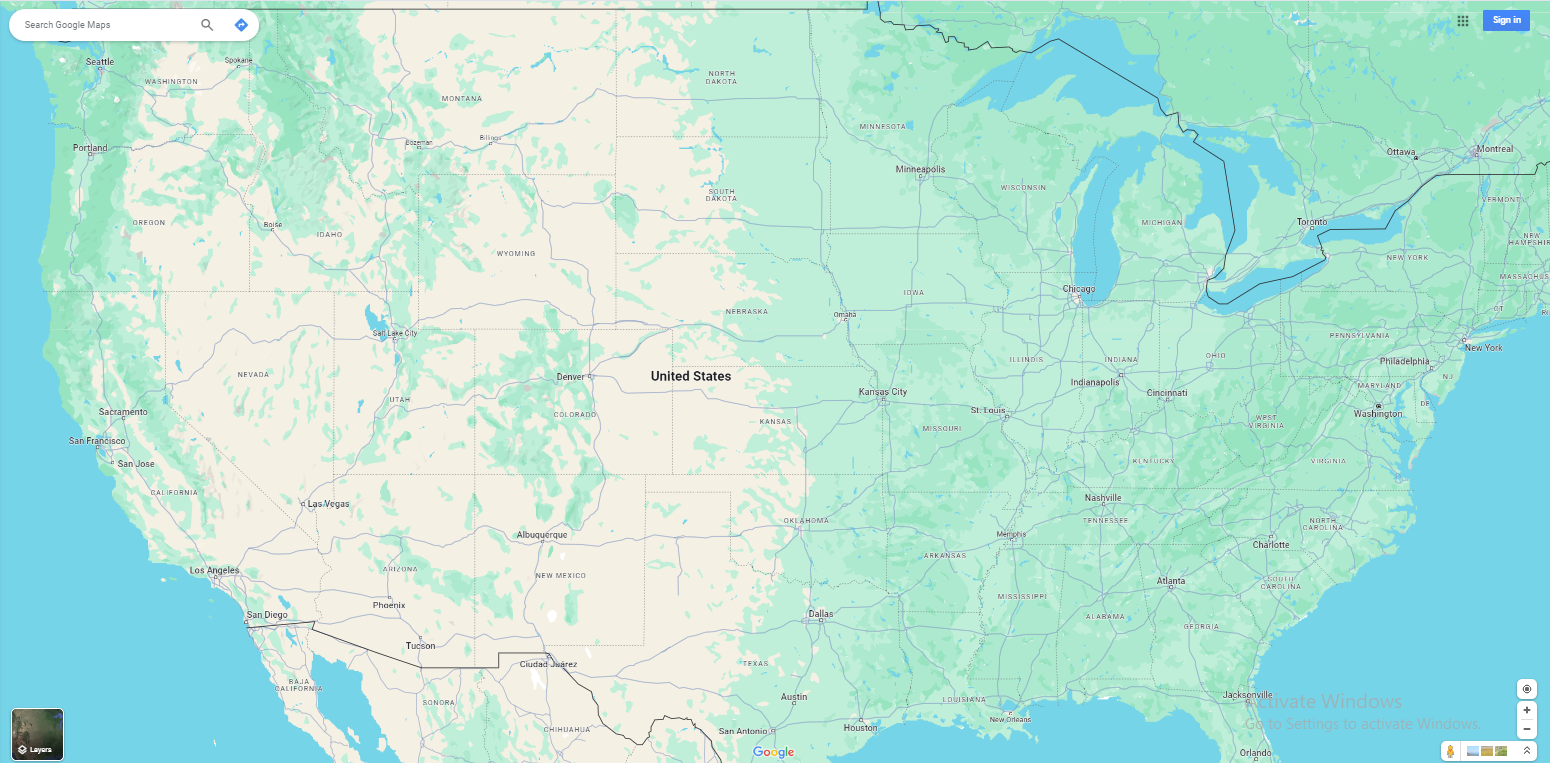 Search Google Maps
Sign in
Seattle
Spokane
WASHINGTON
MONTANA
NORTH
DAKOTA
MINNESOTA
Portland
Bozeman
Billings
Minneapolis
Ottawa
Montreal
SOUTH
DAKOTA
WISCONSIN
VERMONT
OREGON
Boise
IDAHO
MICHIGAN
Toronto
NEW
HAMPSHIRE
WYOMING
NEW YORK
MASSACHUS
IOWA
Chicago
NEBRASKA
Omaha
CT
RI
Salt Lake City
PENNSYLVANIA
New York
ILLINOIS
INDIANA
OHIO
Philadelphia
NEVADA
Denver
United States
Indianapolis
NJ
MARYLAND
UTAH
Kansas City
Cincinnati
DE
Sacramento
COLORADO
St. Louis
Washington
KANSAS
MISSOURI
WEST
VIRGINIA
San Francisco
San Jose
KENTUCKY
VIRGINIA
CALIFORNIA
Las Vegas
Nashville
OKLAHOMA
TENNESSEE
NORTH
CAROLINA
Albuquerque
Memphis
Charlotte
ARKANSAS
Los Angeles
ARIZONA
NEW MEXICO
Atlanta
SOUTH
CAROLINA
MISSISSIPPI
Phoenix
San Diego
Dallas
ALABAMA
GEORGIA
Tucson
Ciudad Juárez
TEXAS
BAJA
CALIFORNIA
Austin
LOUISIANA
Jacksonville
SONORA
Activate Windows
New Orleans
Go to Settings to activate Windows.
CHIHUAHUA
San Antonio
Houston
Layers
Google
Orlando